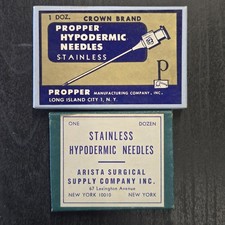 1 DOZ. CROWN BRAND
PROPPER
HYPODERMIC
NEEDLES
STAINLESS
P
PROPPER MANUFACTURING COMPANY, INC.
LONG ISLAND CITY 1, N.Y.
ONE DOZEN
STAINLESS
HYPODERMIC NEEDLES
ARISTA SURGICAL
SUPPLY COMPANY INC.
67 Lexington Avenue
NEW YORK 10010 NEW YORK